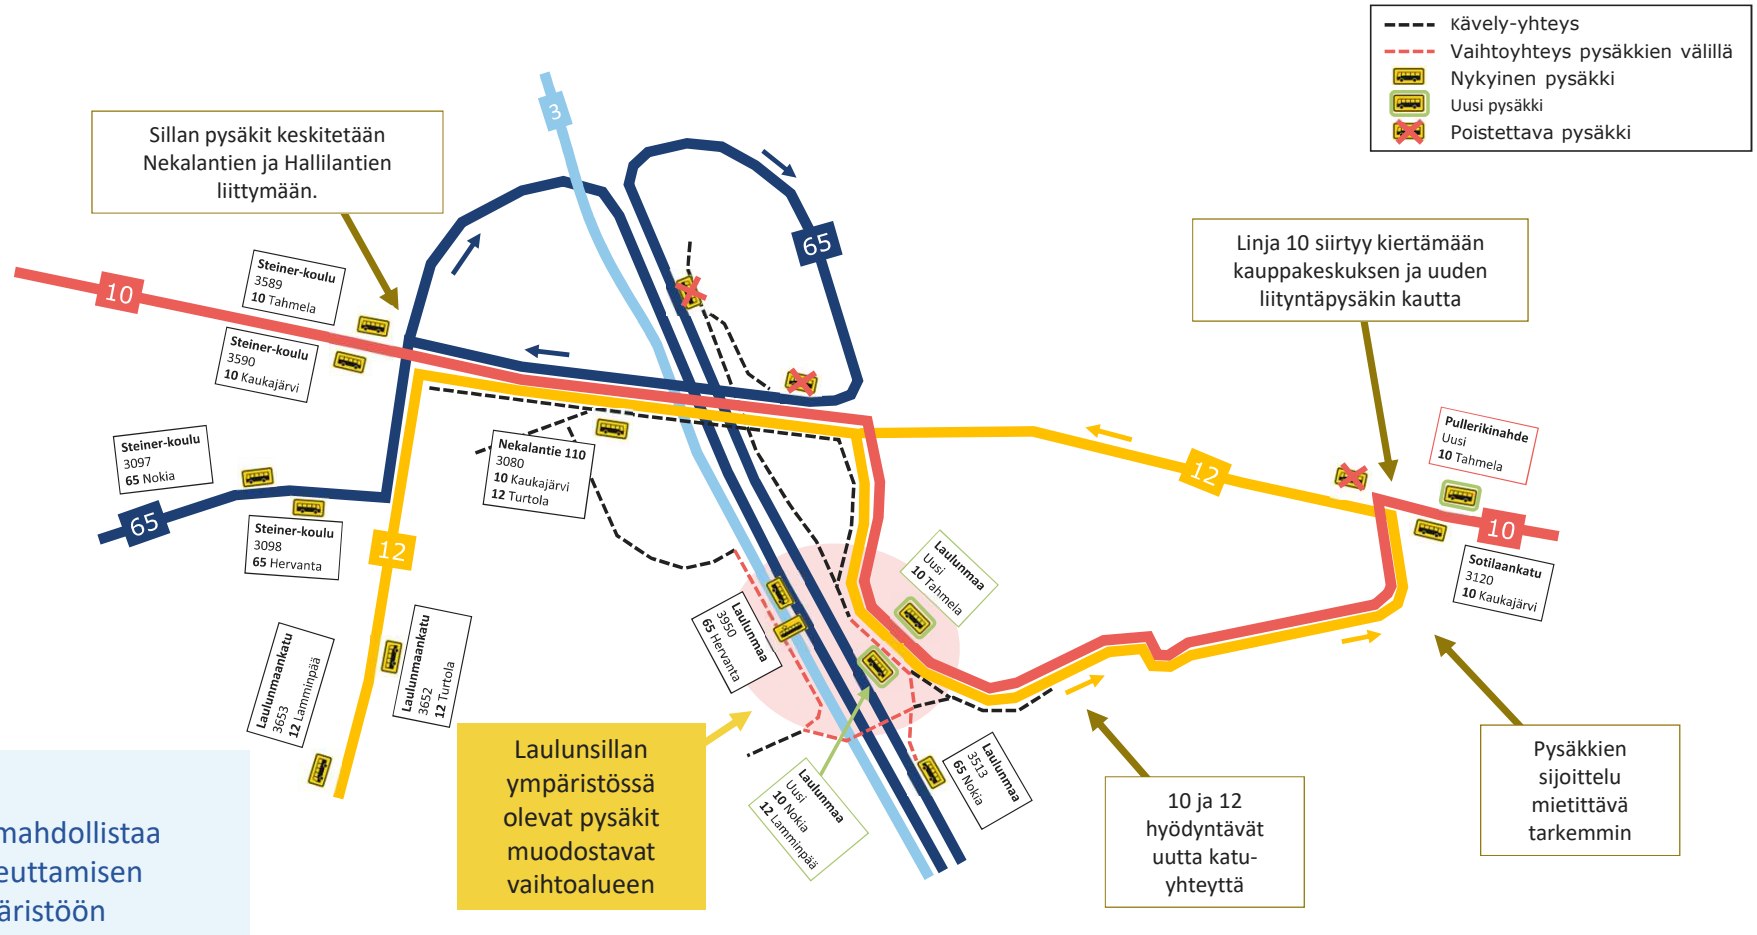 Kävely-yhteys
Vaihtoyhteys pysäkkien välillä
Nykyinen pysäkki
Uusi pysäkki
Poistettava pysäkki
3
Sillan pysäkit keskitetään
Nekalantien ja Hallilantien
liittymään.
65
Linja 10 siirtyy kiertämään
kauppakeskuksen ja uuden
liityntäpysäkin kautta
10
Steiner-koulu
3589
10 Tahmela
Steiner-koulu
3590
10 Kaukajärvi
Steiner-koulu
3097
65 Nokia
65
Steiner-koulu
3098
65 Hervanta
12
Nekalantie 110
3080
10 Kaukajärvi
12 Turtola
12
Pullerikinahde
Uusi
10 Tahmela
10
Sotilaankatu
3120
10 Kaukajärvi
Laulunmaa
Uusi
10 Tahmela
Laulunmaa
3950
65 Hervanta
Laulunmaankatu
3653
12 Lamminpää
Laulunmaankatu
3652
12 Turtola
Laulunmaa
Uusi
10 Nokia
12 Lamminpää
Laulunmaa
3513
65 Nokia
Laulunsillan
ympäristössä
olevat pysäkit
muodostavat
vaihtoalueen
10 ja 12
hyödyntävät
uutta katu-
yhteyttä
Pysäkkien
sijoittelu
mietittävä
tarkemmin
mahdollistaa
euttamisen
äristöön